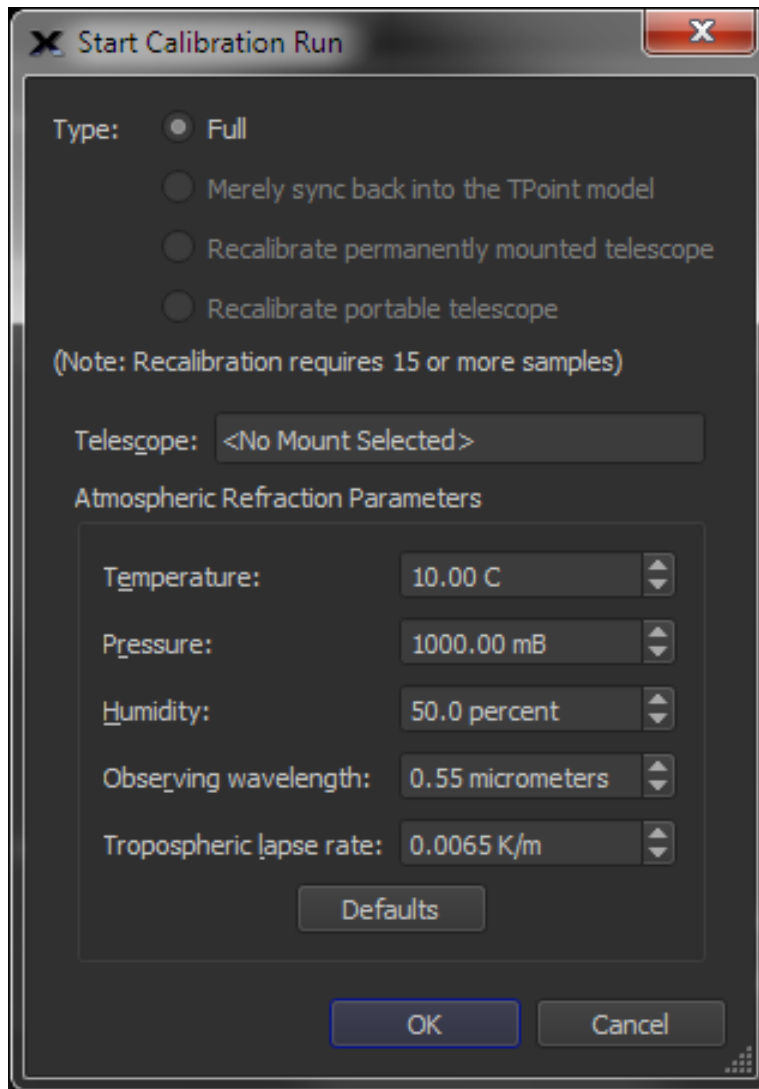 Start Calibration Run
Type: Full
Merely sync back into the TPoint model
Recalibrate permanently mounted telescope
Recalibrate portable telescope
(Note: Recalibration requires 15 or more samples)
Telescope: <No Mount Selected>
Atmospheric Refraction Parameters
Temperature: 10.00 C
Pressure: 1000.00 mB
Humidity: 50.0 percent
Observing wavelength: 0.55 micrometers
Tropospheric lapse rate: 0.0065 K/m
Defaults
OK Cancel